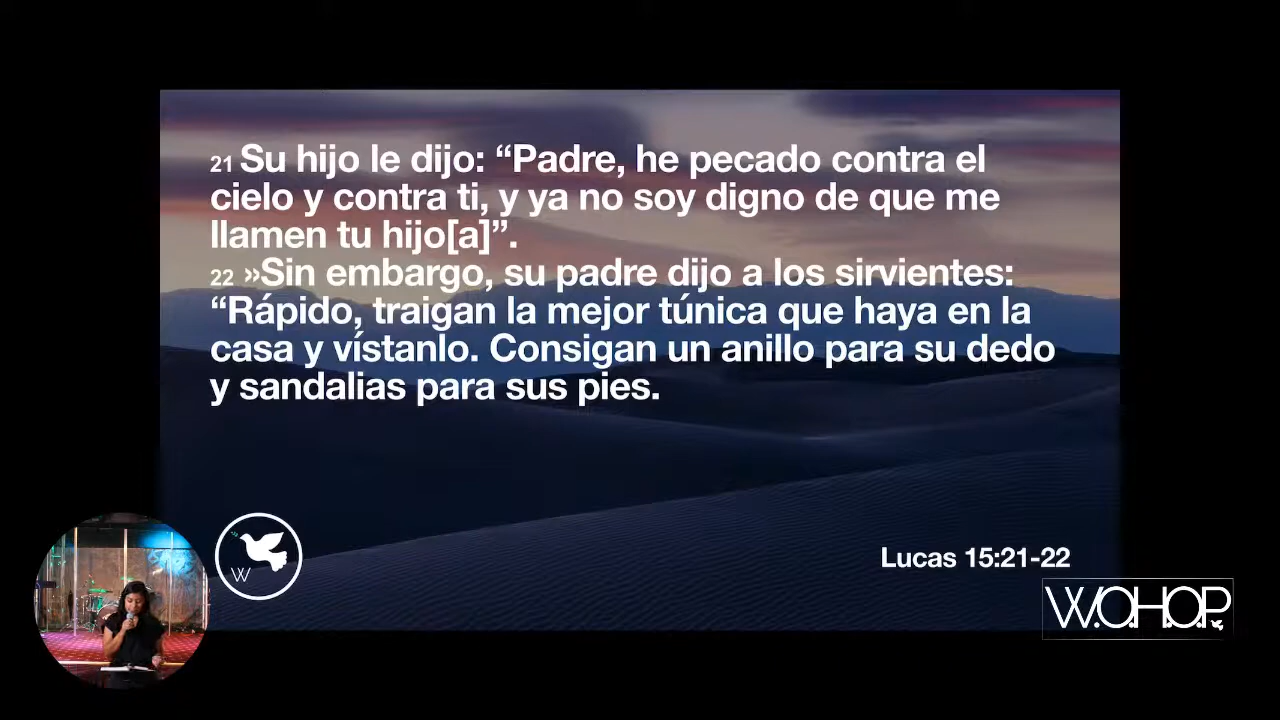 21 Su hijo le dijo: “Padre, he pecado contra el
cielo y contra ti, y ya no soy digno de que me
llamen tu hijo[a]”.
22 »Sin embargo, su padre dijo a los sirvientes:
“Rápido, traigan la mejor túnica que haya en la
casa y vístanlo. Consigan un anillo para su dedo
y sandalias para sus pies.
W
Lucas 15:21-22
W.O.H.O.P.